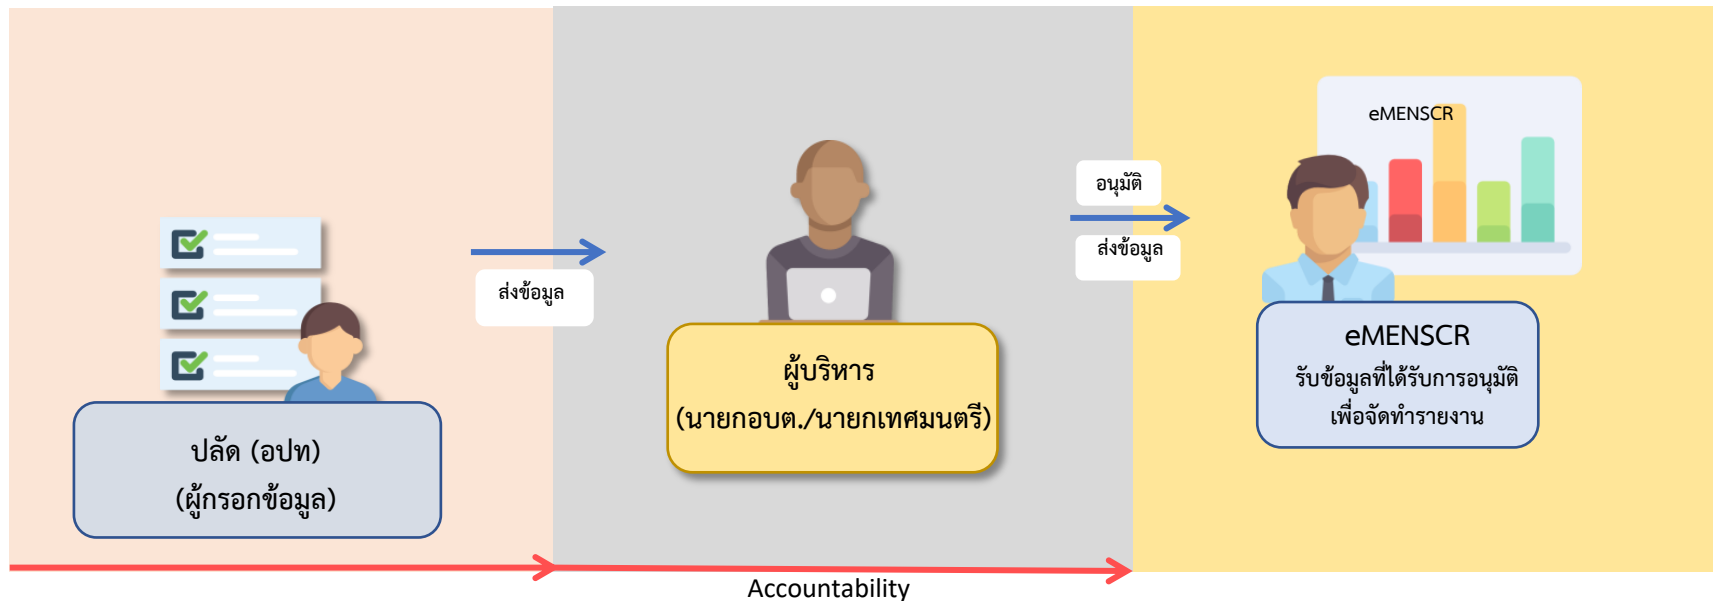 ปลัด (อปท)
(ผู้กรอกข้อมูล)
ส่งข้อมูล
ผู้บริหาร
(นายกอบต./นายกเทศมนตรี)
อนุมัติ
ส่งข้อมูล
eMENSCR
eMENSCR
รับข้อมูลที่ได้รับการอนุมัติ
เพื่อจัดทำรายงาน
Accountability